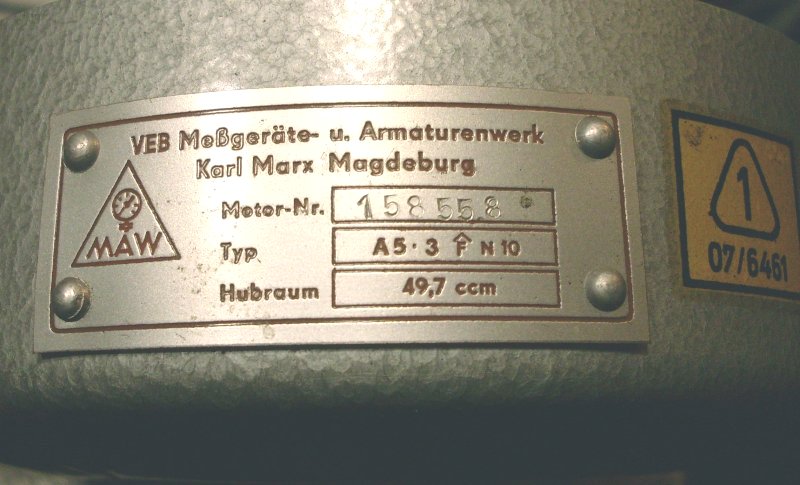 VEB Meßgeräte- u. Armaturenwerk
Karl Marx Magdeburg
MAW
Motor-Nr. 158558
Typ A5·3 F N 10
Hubraum 49,7 ccm
1
07/6461